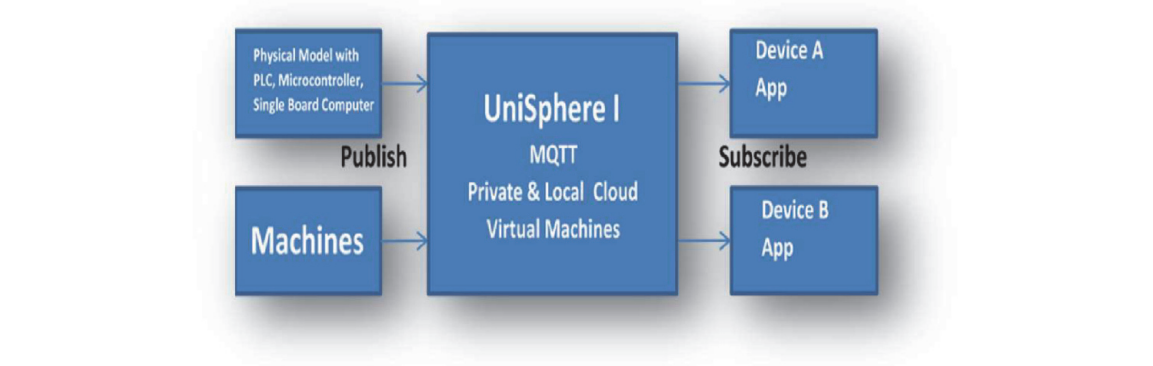 Physical Model with
PLC, Microcontroller,
Single Board Computer
Publish
Machines
UniSphere I
MQTT
Private & Local Cloud
Virtual Machines
Device A
App
Subscribe
Device B
App